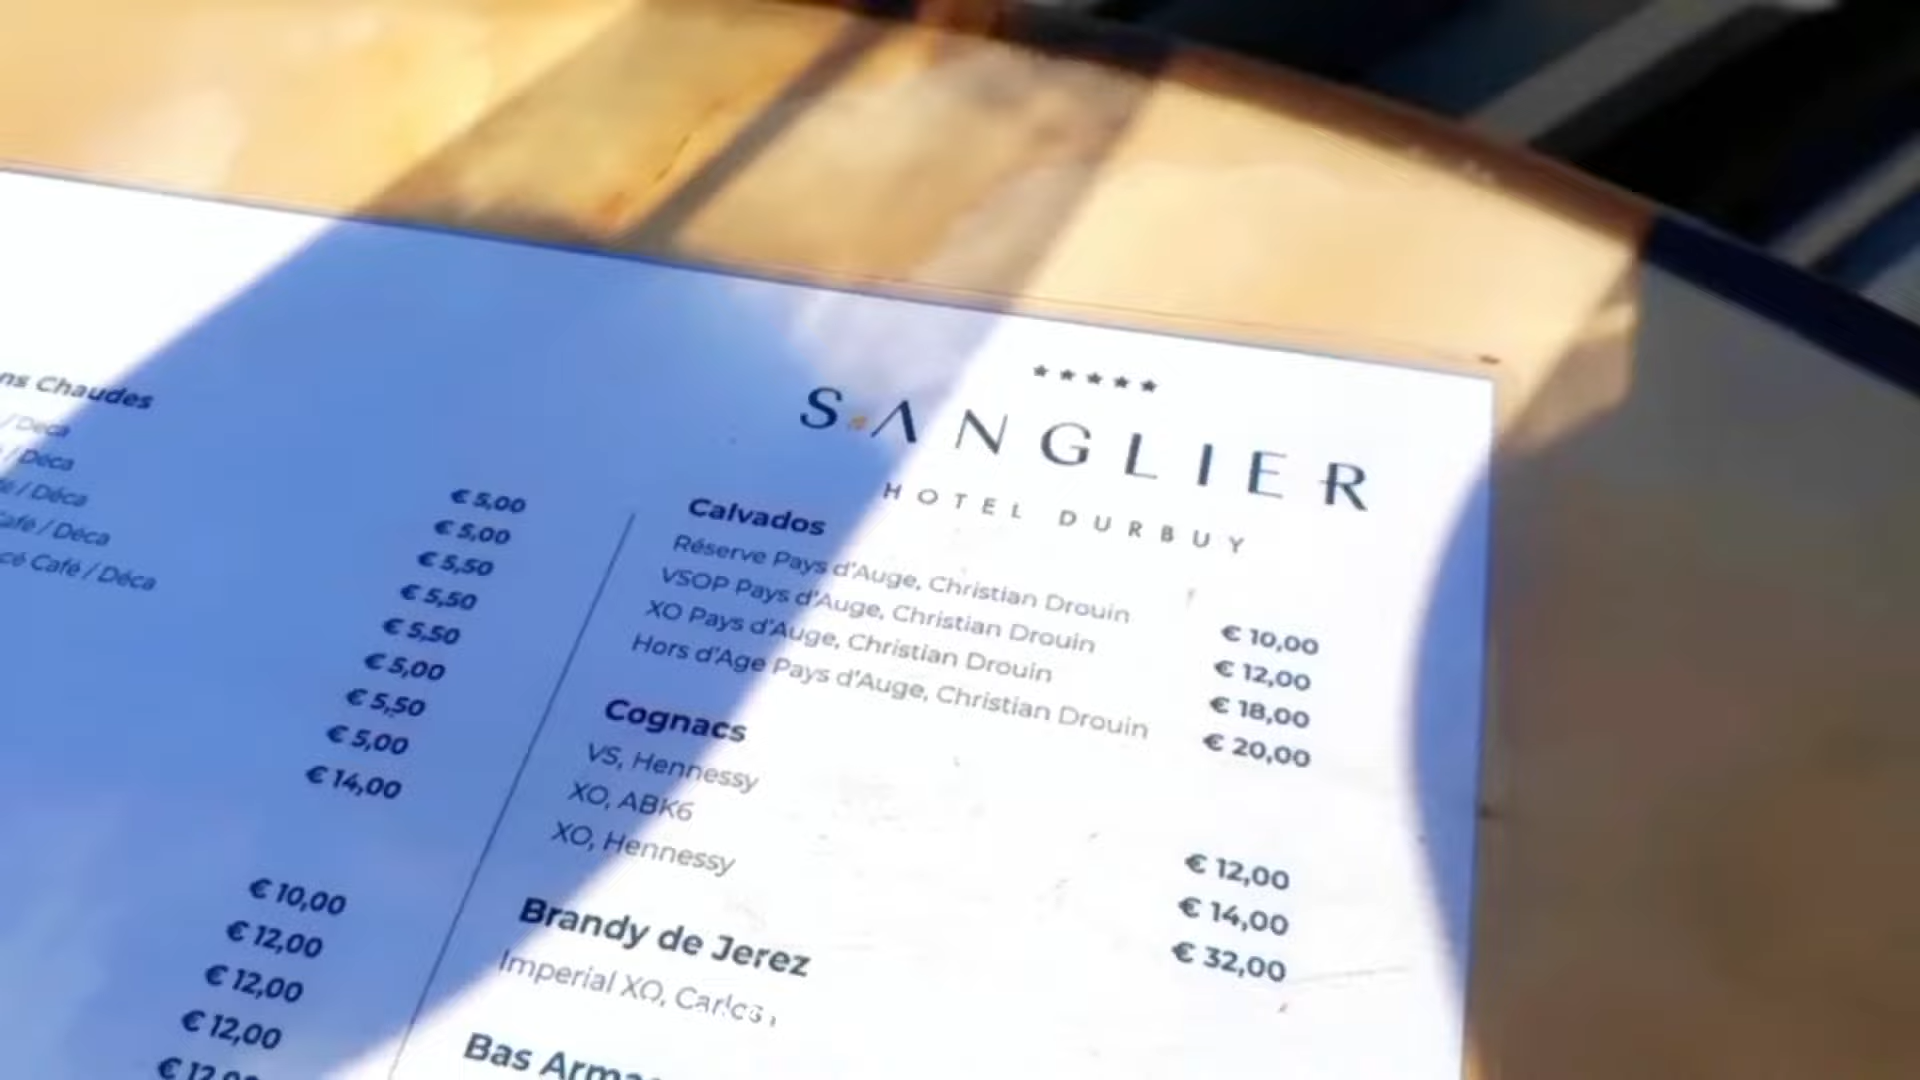 ns Chaudes
/ Déca
/ Déca
/ Déca
afé / Déca
cé Café / Déca
€ 5,00
€ 5,00
€ 5,50
€ 5,50
€ 5,50
€ 5,00
€ 5,50
€ 5,00
€ 14,00
€ 10,00
€ 12,00
€ 12,00
€ 12,00
€ 12,00
SANGLIER
HOTEL DURBUY
Calvados
Réserve Pays d'Auge, Christian Drouin € 10,00
VSOP Pays d'Auge, Christian Drouin € 12,00
XO Pays d'Auge, Christian Drouin € 18,00
Hors d'Age Pays d'Auge, Christian Drouin € 20,00
Cognacs
VS, Hennessy € 12,00
XO, ABK6 € 14,00
XO, Hennessy € 32,00
Brandy de Jerez
Imperial XO,
Bas